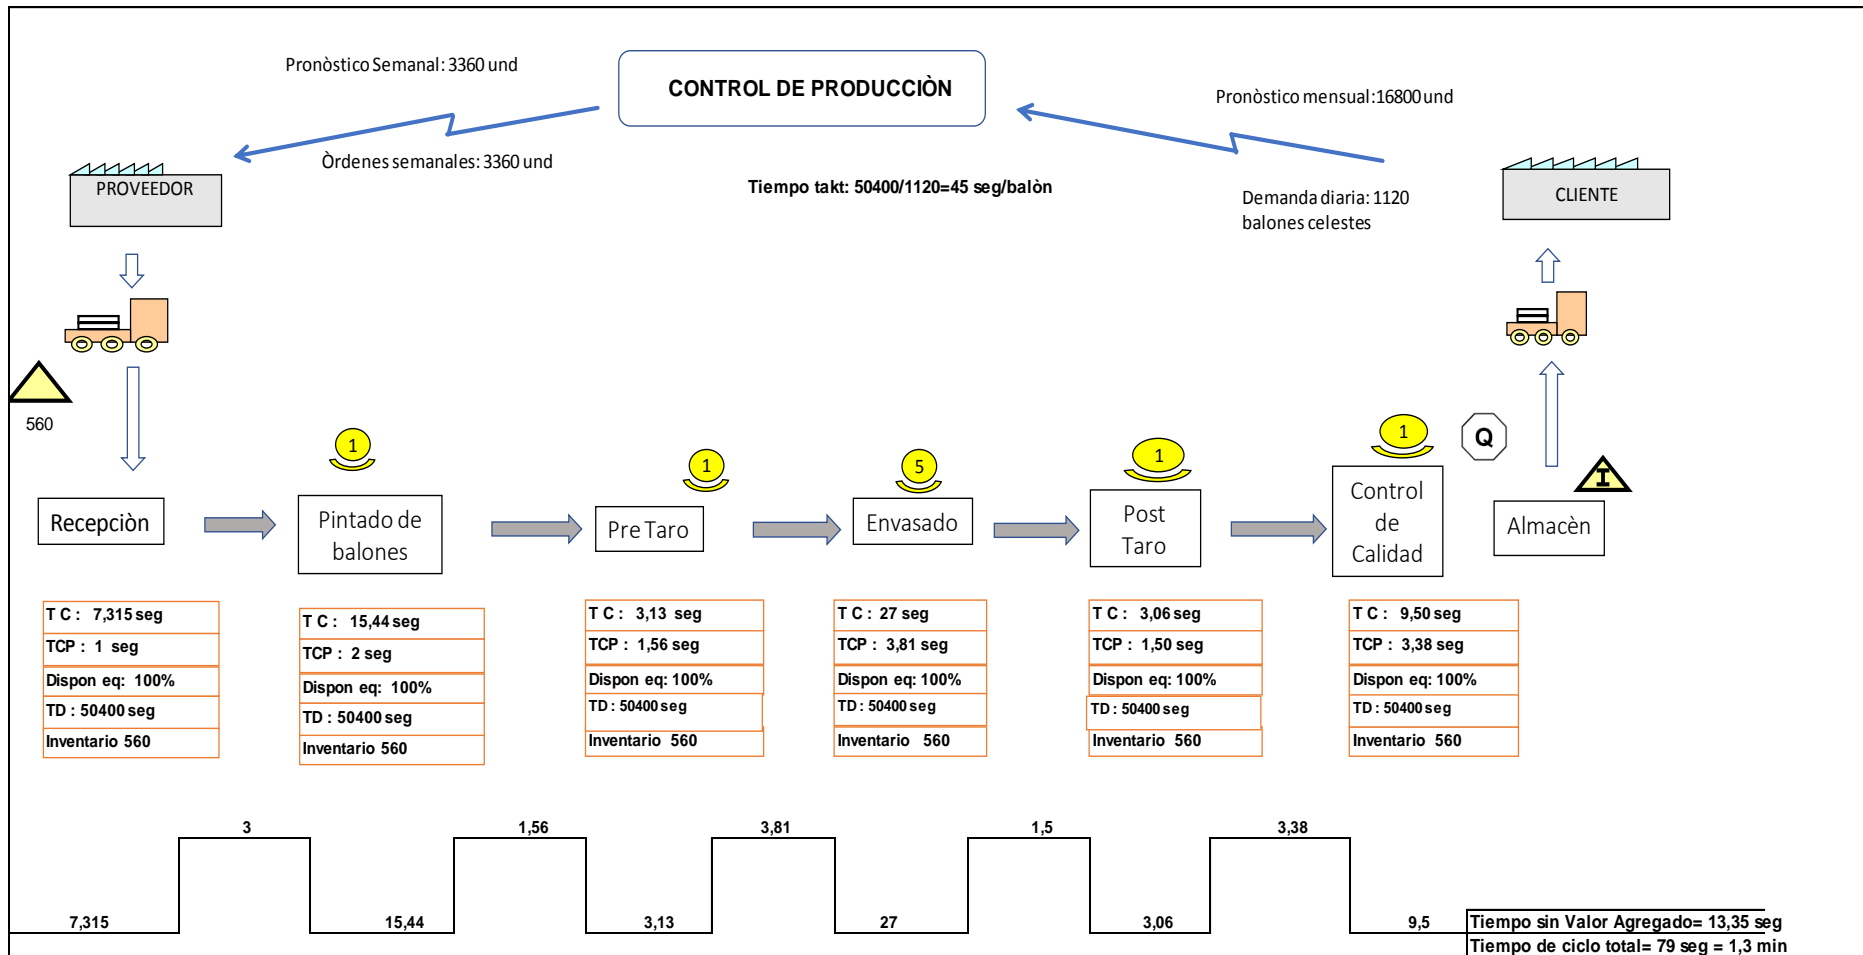 Pronòstico Semanal: 3360 und
CONTROL DE PRODUCCIÒN
Pronòstico mensual:16800 und
Òrdenes semanales: 3360 und
PROVEEDOR
Tiempo takt: 50400/1120=45 seg/balòn
Demanda diaria: 1120
balones celestes
CLIENTE
560
1
1
5
1
1
Q
I
Recepciòn
Pintado de
balones
Pre Taro
Envasado
Post
Taro
Control
de
Calidad
Almacèn
T C : 7,315 seg
TCP : 1 seg
Dispon eq: 100%
TD : 50400 seg
Inventario 560
T C : 15,44 seg
TCP : 2 seg
Dispon eq: 100%
TD : 50400 seg
Inventario 560
T C : 3,13 seg
TCP : 1,56 seg
Dispon eq: 100%
TD : 50400 seg
Inventario 560
T C : 27 seg
TCP : 3,81 seg
Dispon eq: 100%
TD : 50400 seg
Inventario 560
T C : 3,06 seg
TCP : 1,50 seg
Dispon eq: 100%
TD : 50400 seg
Inventario 560
T C : 9,50 seg
TCP : 3,38 seg
Dispon eq: 100%
TD : 50400 seg
Inventario 560
3
1,56
3,81
1,5
3,38
7,315
15,44
3,13
27
3,06
9,5
Tiempo sin Valor Agregado= 13,35 seg
Tiempo de ciclo total= 79 seg = 1,3 min